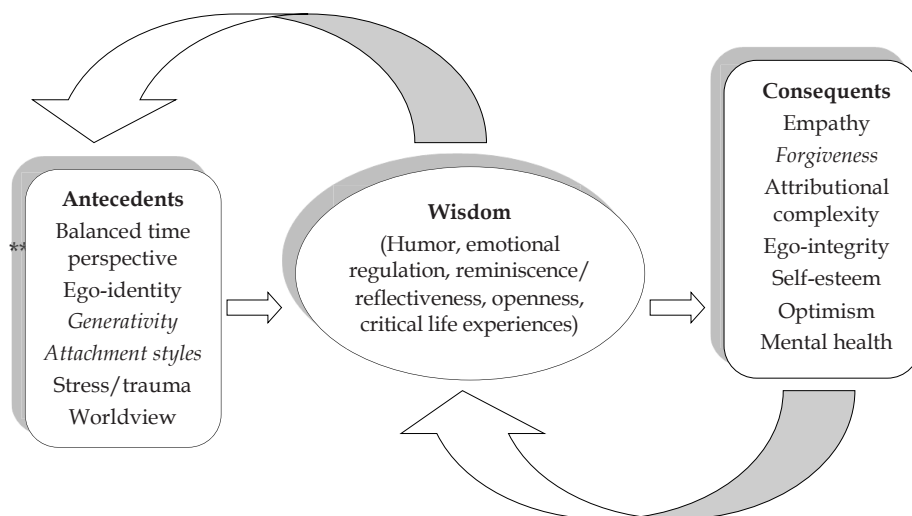 Antecedents
Balanced time
perspective
Ego-identity
Generativity
Attachment styles
Stress/trauma
Worldview
**
Wisdom
(Humor, emotional
regulation, reminiscence/
reflectiveness, openness,
critical life experiences)
Consequents
Empathy
Forgiveness
Attributional
complexity
Ego-integrity
Self-esteem
Optimism
Mental health